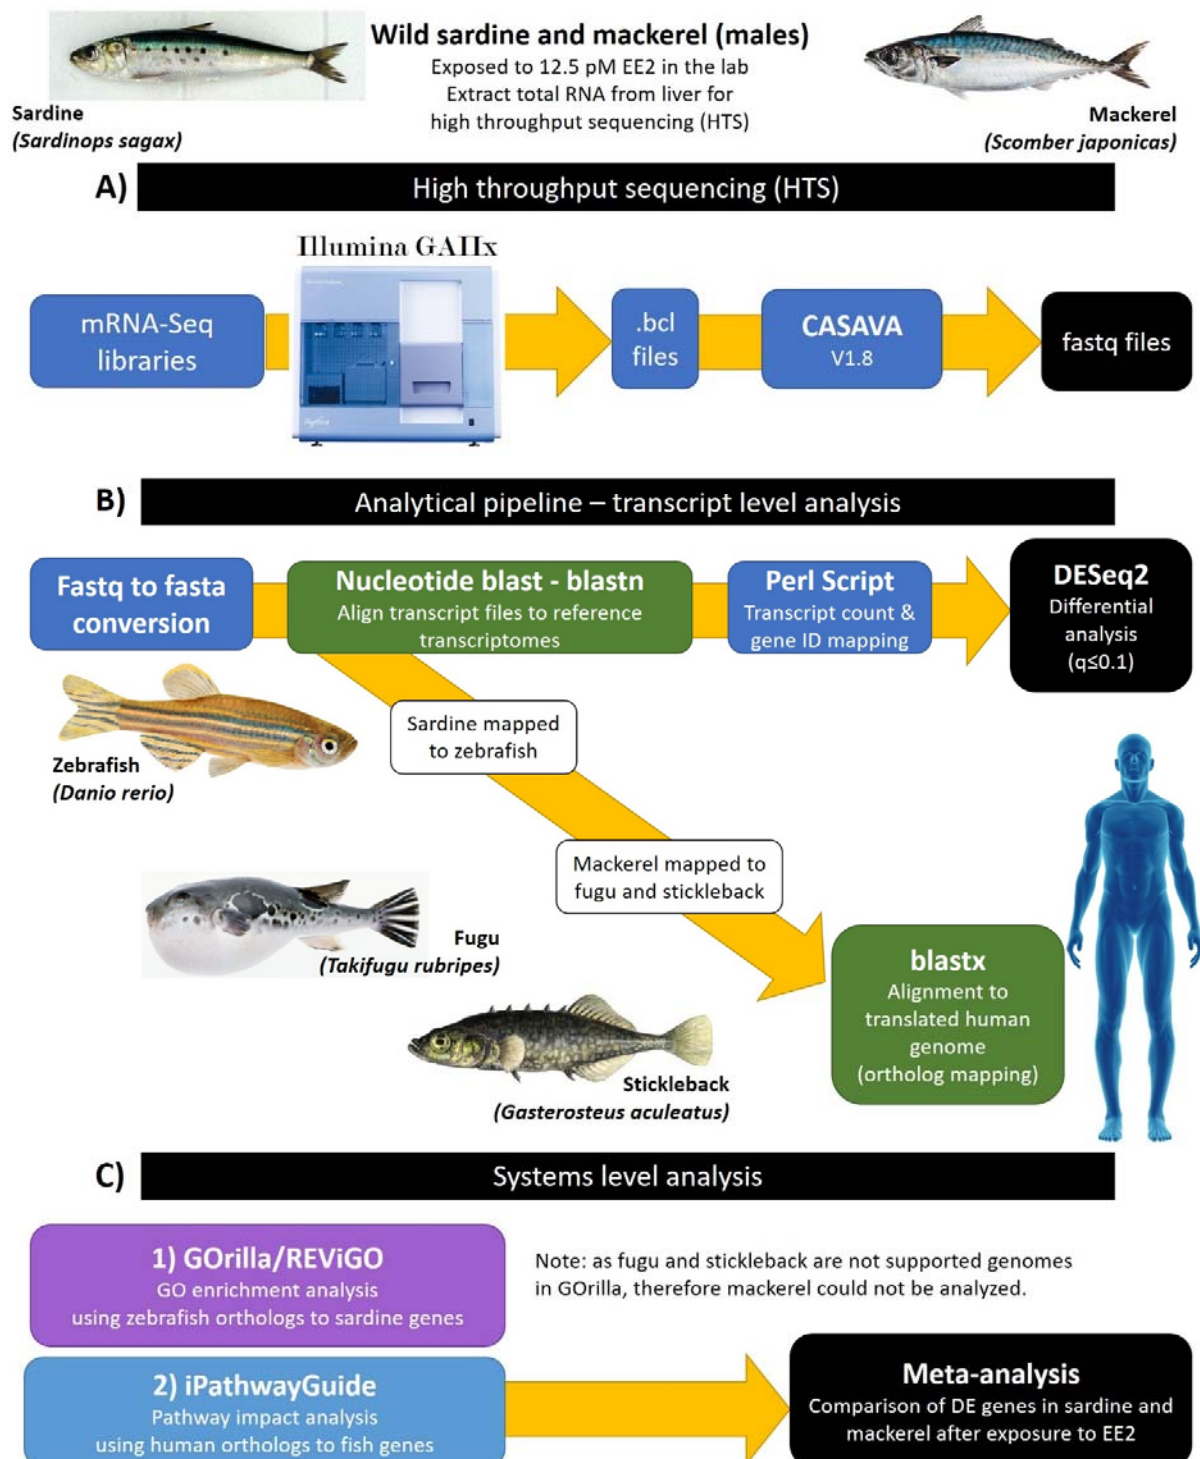 Wild sardine and mackerel (males)
Exposed to 12.5 pM EE2 in the lab
Extract total RNA from liver for
high throughput sequencing (HTS)
Sardine
(Sardinops sagax)
Mackerel
(Scomber japonicas)
A)
High throughput sequencing (HTS)
Illumina GAIIx
mRNA-Seq
libraries
.bcl
files
CASAVA
V1.8
fastq files
B)
Analytical pipeline – transcript level analysis
Fastq to fasta
conversion
Nucleotide blast - blastn
Align transcript files to reference
transcriptomes
Perl Script
Transcript count &
gene ID mapping
DESeq2
Differential
analysis
(q≤0.1)
Sardine mapped
to zebrafish
Zebrafish
(Danio rerio)
Mackerel mapped to
fugu and stickleback
Fugu
(Takifugu rubripes)
blastx
Alignment to
translated human
genome
(ortholog mapping)
Stickleback
(Gasterosteus aculeatus)
C)
Systems level analysis
1) GOrilla/REViGO
GO enrichment analysis
using zebrafish orthologs to sardine genes
Note: as fugu and stickleback are not supported genomes
in GOrilla, therefore mackerel could not be analyzed.
2) iPathwayGuide
Pathway impact analysis
using human orthologs to fish genes
Meta-analysis
Comparison of DE genes in sardine and
mackerel after exposure to EE2